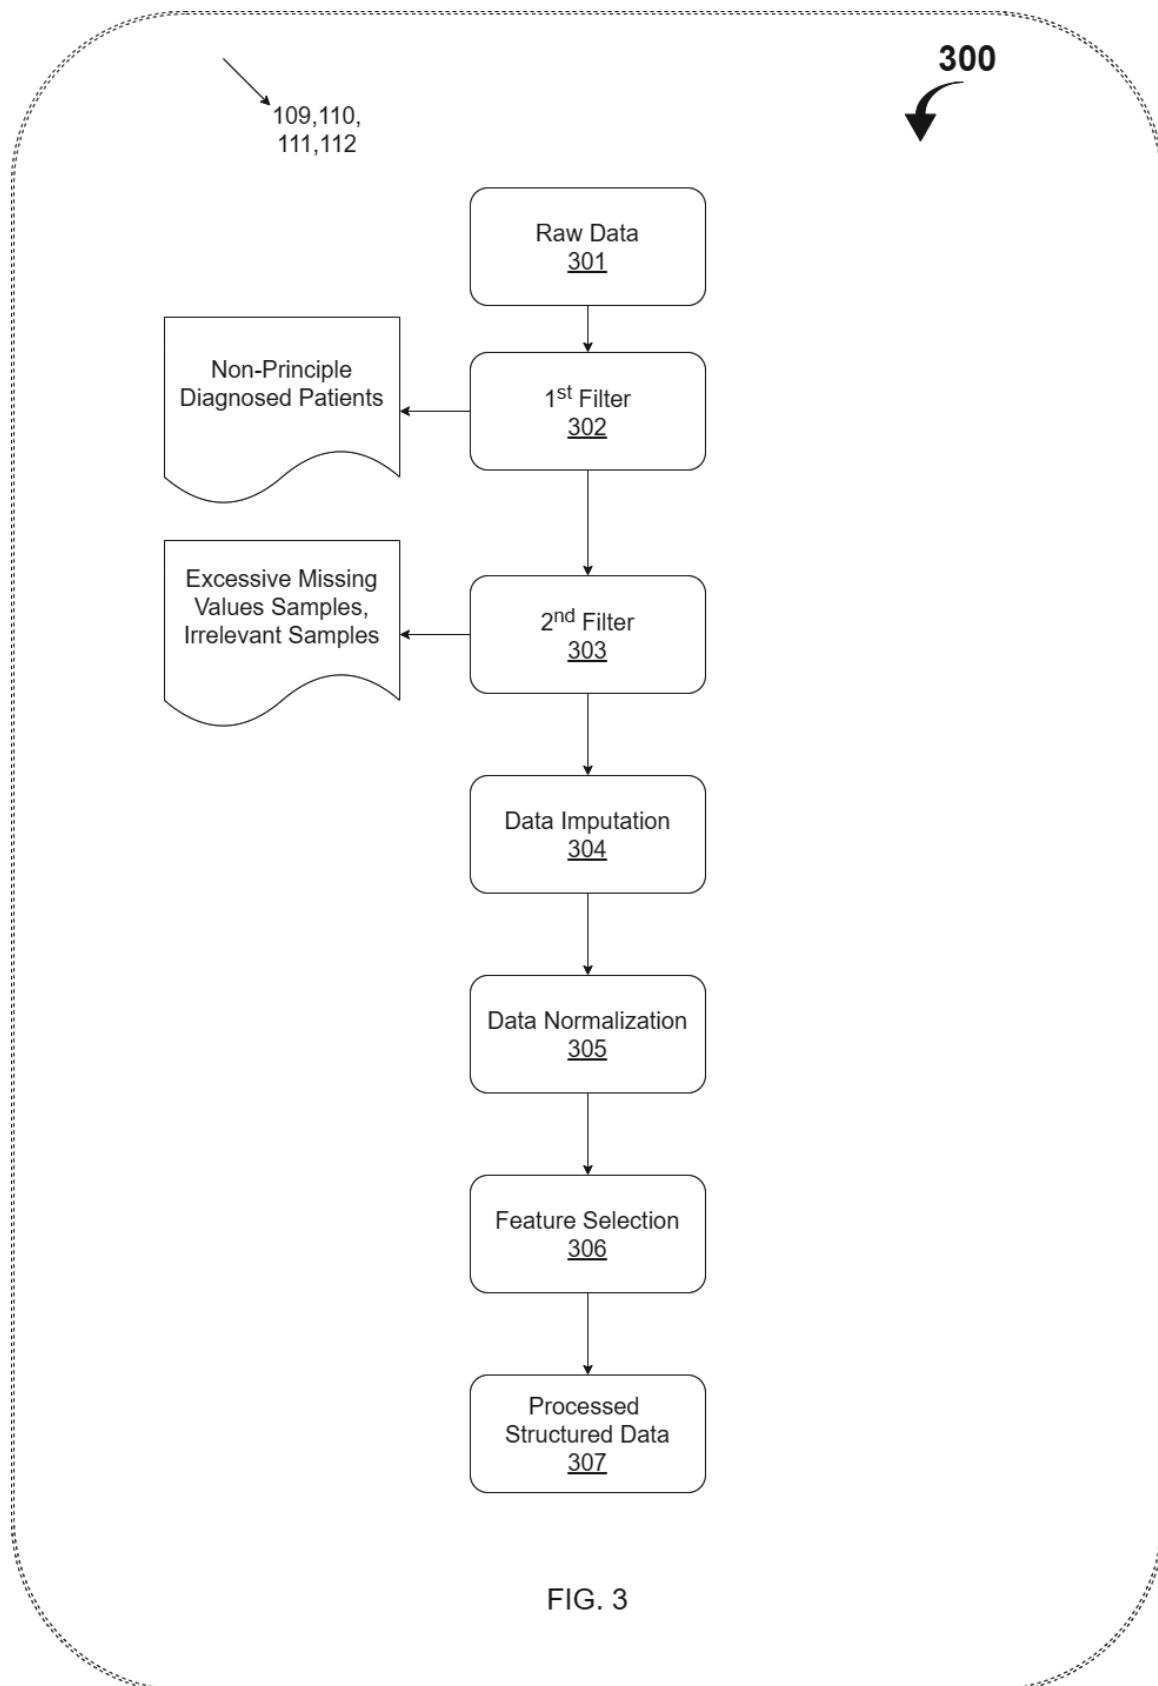 300
109,110,
111,112
Raw Data
301
Non-Principle
Diagnosed Patients
1st Filter
302
Excessive Missing
Values Samples,
Irrelevant Samples
2nd Filter
303
Data Imputation
304
Data Normalization
305
Feature Selection
306
Processed
Structured Data
307
FIG. 3